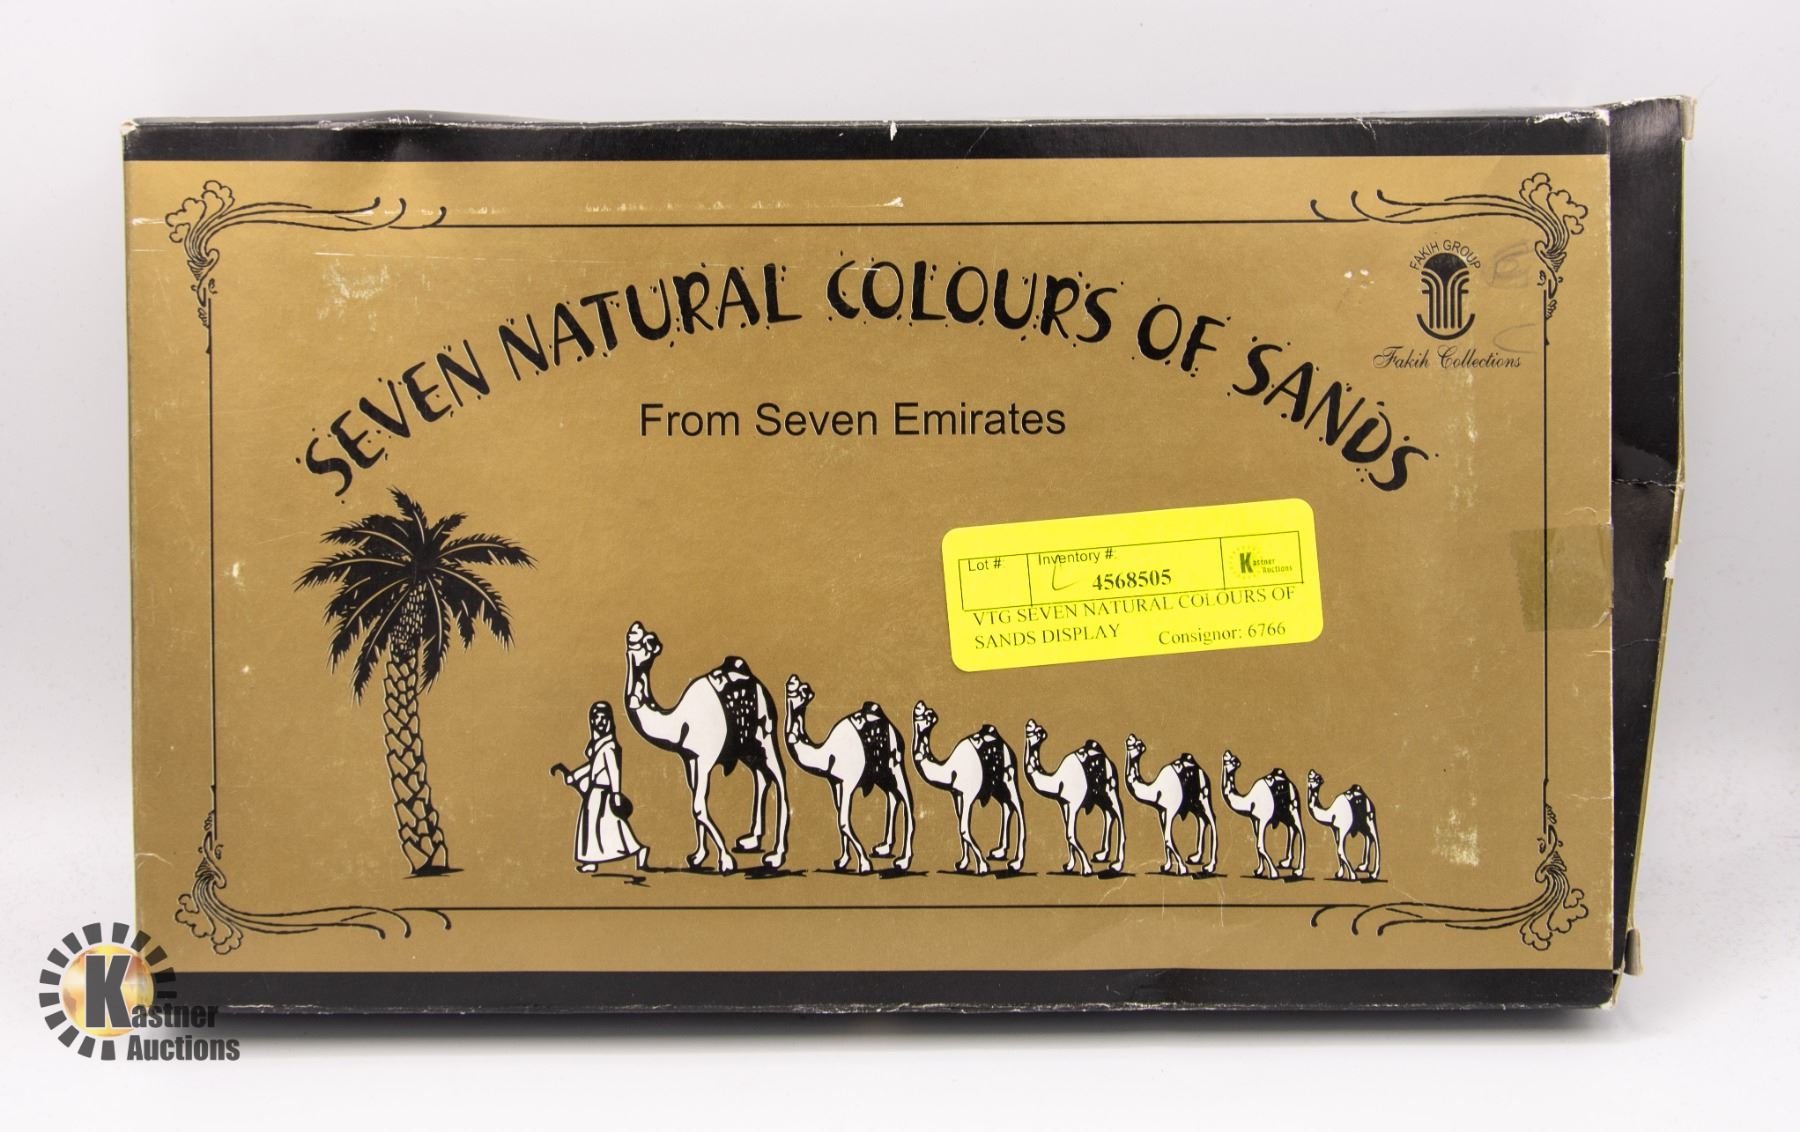 SEVEN NATURAL COLOURS OF SANDS
FAKIH GROUP
Fakih Collections
From Seven Emirates
Lot #: Inventory #:
4568505
Kastner Auctions
VTG SEVEN NATURAL COLOURS OF
SANDS DISPLAY Consignor: 6766
Kastner
Auctions